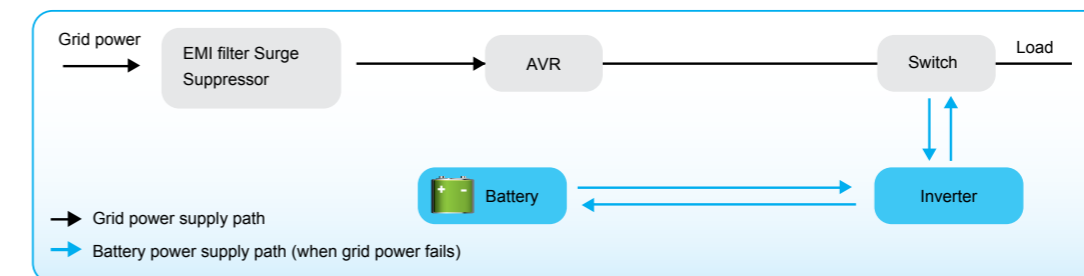 Grid power
EMI filter Surge
Suppressor
AVR
Switch
Load
+ -
Battery
Inverter
Grid power supply path
Battery power supply path (when grid power fails)